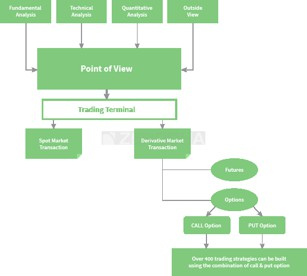 Fundamental
Analysis
Technical
Analysis
Quantitative
Analysis
Outside
View
Point of View
Trading Terminal
Spot Market
Transaction
Derivative Market
Transaction
Futures
Options
CALL Option
PUT Option
Over 400 trading strategies can be built
using the combination of call & put option